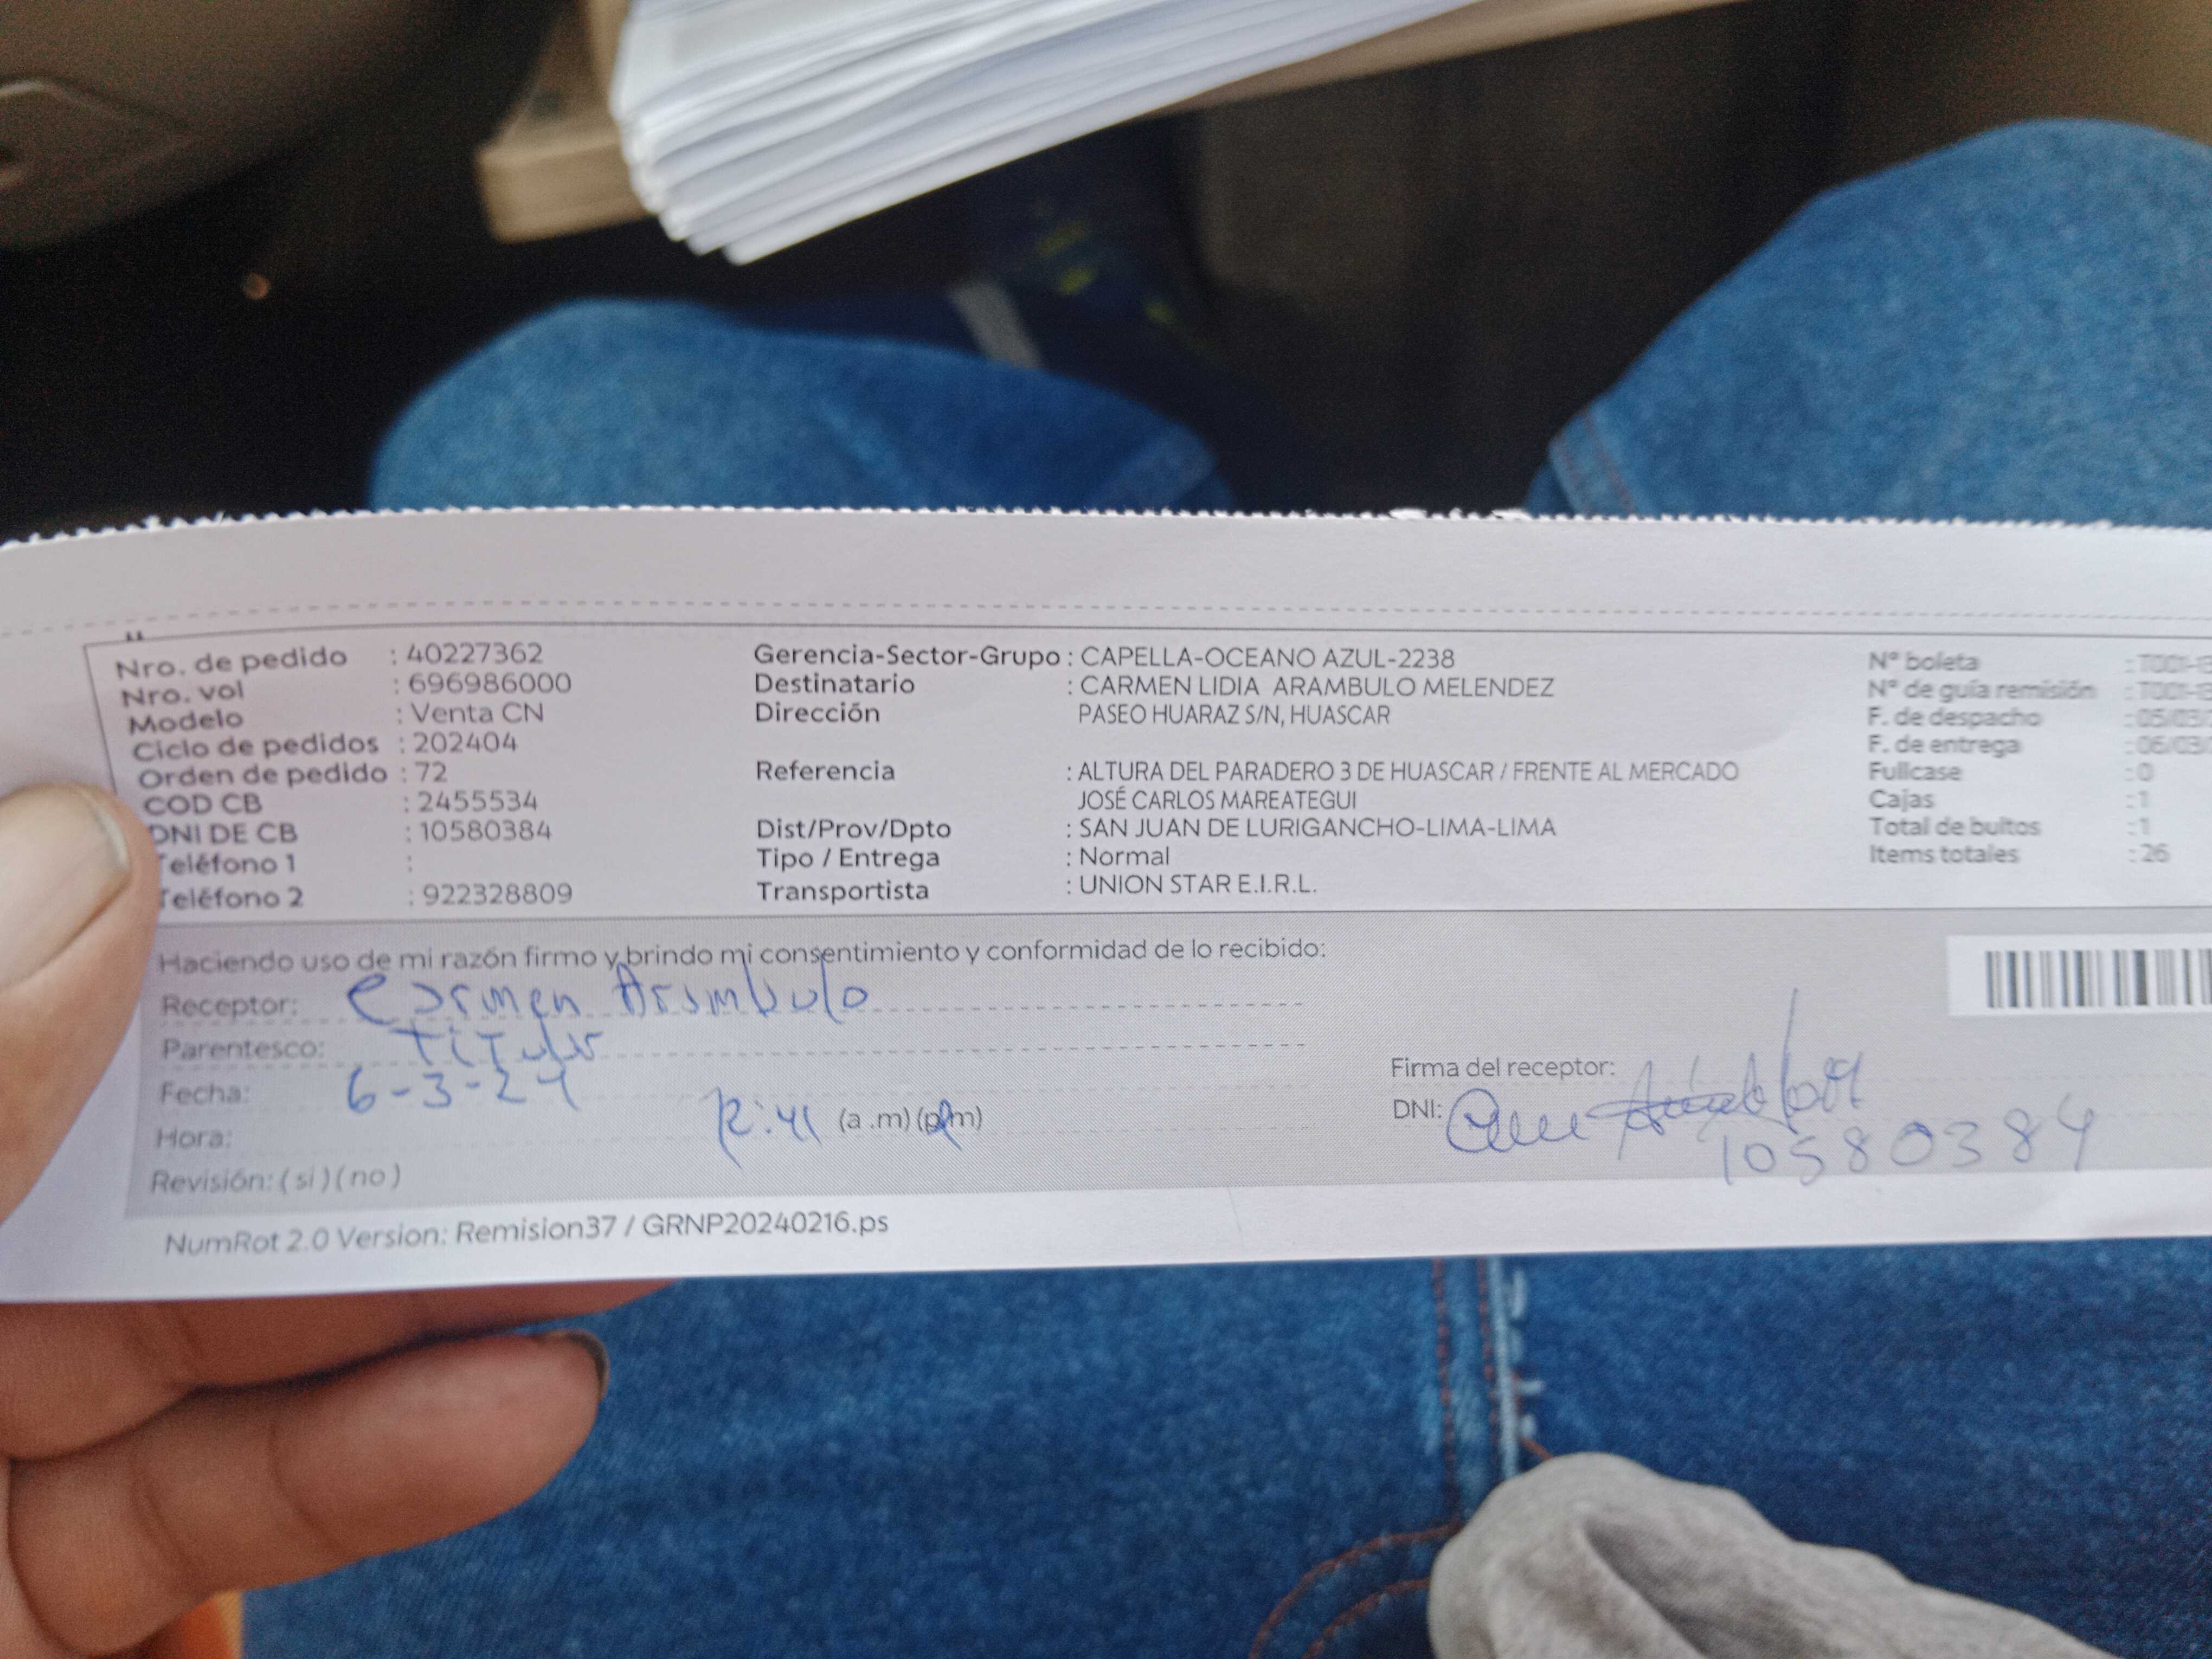 Nro. de pedido : 40227362
Nro. vol : 696986000
Modelo : Venta CN
Ciclo de pedidos : 202404
Orden de pedido : 72
COD CB : 2455534
DNI DE CB : 10580384
Teléfono 1 :
Teléfono 2 : 922328809
Gerencia-Sector-Grupo : CAPELLA-OCEANO AZUL-2238
Destinatario : CARMEN LIDIA ARAMBULO MELENDEZ
Dirección PASEO HUARAZ S/N, HUASCAR
Referencia : ALTURA DEL PARADERO 3 DE HUASCAR / FRENTE AL MERCADO
JOSÉ CARLOS MAREATEGUI
Dist/Prov/Dpto : SAN JUAN DE LURIGANCHO-LIMA-LIMA
Tipo / Entrega : Normal
Transportista : UNION STAR E.I.R.L.
N° boleta : T001-
N° de guía remisión : T001-
F. de despacho : 05/03
F. de entrega : 06/03
Fullcase : 0
Cajas : 1
Total de bultos : 1
Items totales : 26
Haciendo uso de mi razón firmo y brindo mi consentimiento y conformidad de lo recibido:
Receptor: Carmen Arambulo
Parentesco: Titular
Fecha: 6-3-24
Hora: 12:41 (a .m) (p.m)
Revisión: ( si ) ( no )
Firma del receptor:
DNI: 10580384
NumRot 2.0 Version: Remision37 / GRNP20240216.ps